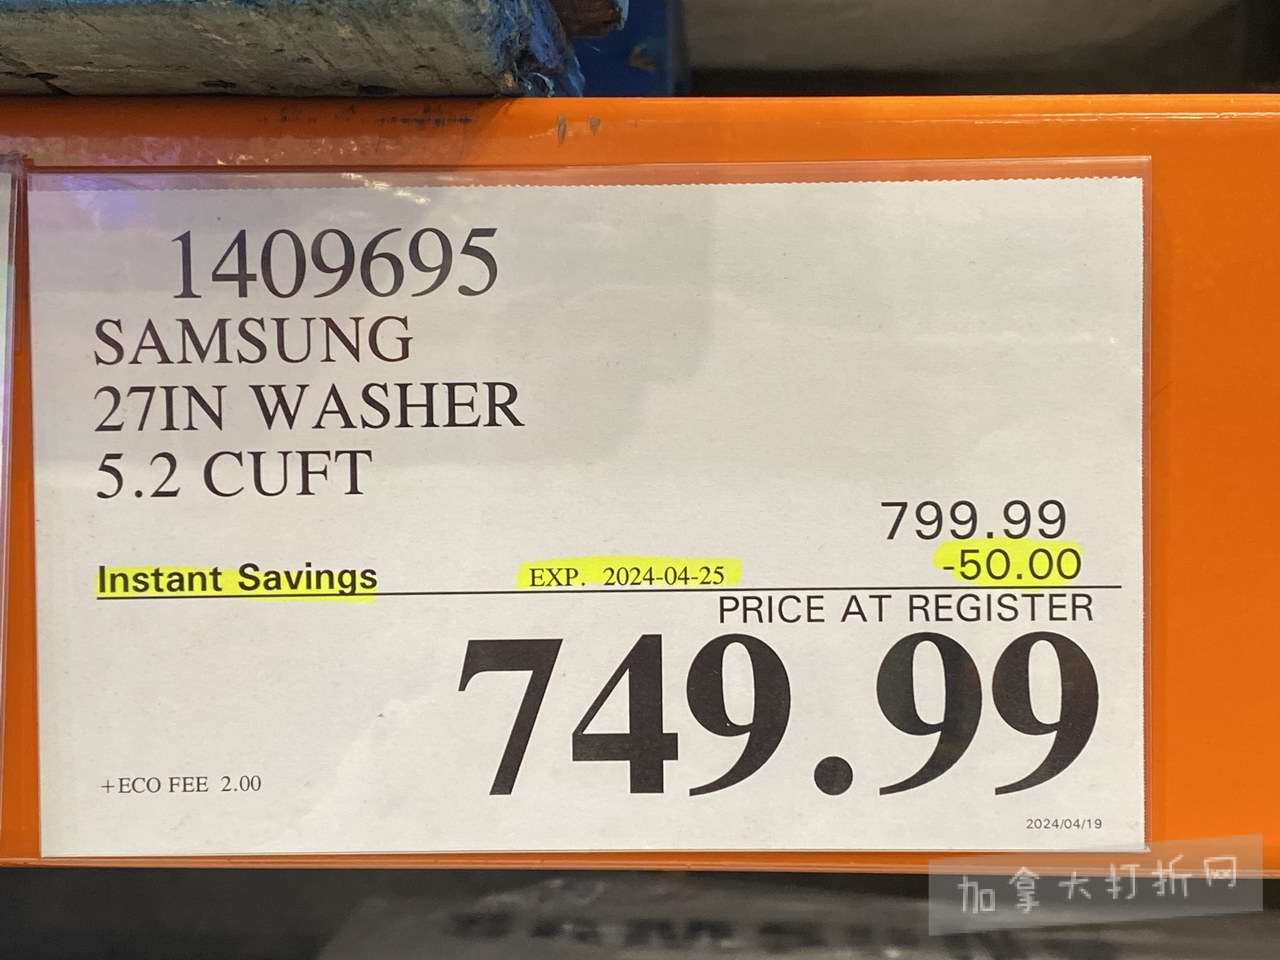 1409695
SAMSUNG
27IN WASHER
5.2 CUFT
799.99
Instant Savings EXP. 2024-04-25 -50.00
PRICE AT REGISTER
749.99
+ECO FEE 2.00
2024/04/19
加拿大打折网